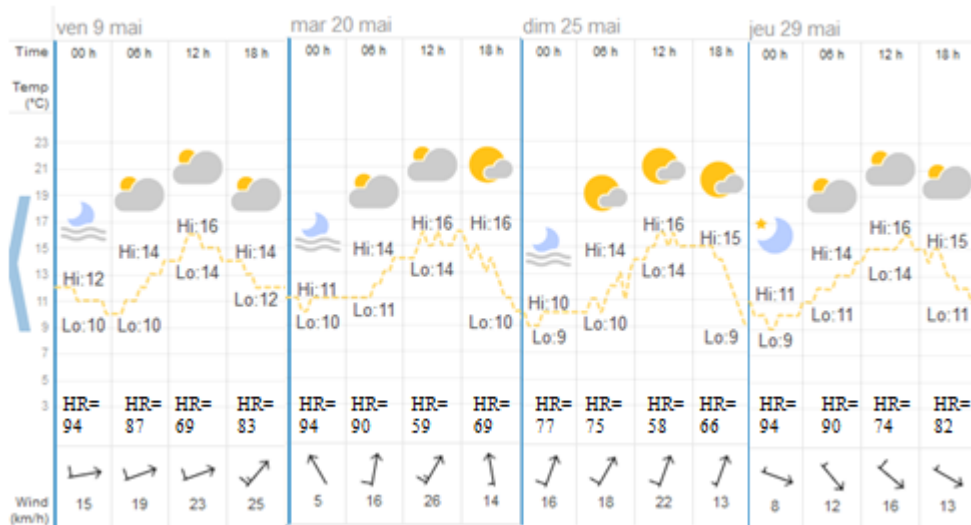 ven 9 mai mar 20 mai dim 25 mai jeu 29 mai
Time 00 h 06 h 12 h 18 h 00 h 06 h 12 h 18 h 00 h 06 h 12 h 18 h 00 h 06 h 12 h 18 h
Temp
(°C)
23
21
19
17
15
13
11
9
7
5
3
Hi:12 Hi:14 Hi:16 Hi:14 Hi:11 Hi:14 Hi:16 Hi:16 Hi:10 Hi:14 Hi:16 Hi:15 Hi:11 Hi:14 Hi:16 Hi:15
Lo:10 Lo:10 Lo:14 Lo:12 Lo:10 Lo:11 Lo:14 Lo:10 Lo:9 Lo:10 Lo:14 Lo:9 Lo:9 Lo:11 Lo:14 Lo:11
HR= HR= HR= HR= HR= HR= HR= HR= HR= HR= HR= HR= HR= HR= HR= HR=
94 87 69 83 94 90 59 69 77 75 58 66 94 90 74 82
Wind 15 19 23 25 5 16 26 14 16 18 22 13 8 12 16 13
(km/h)